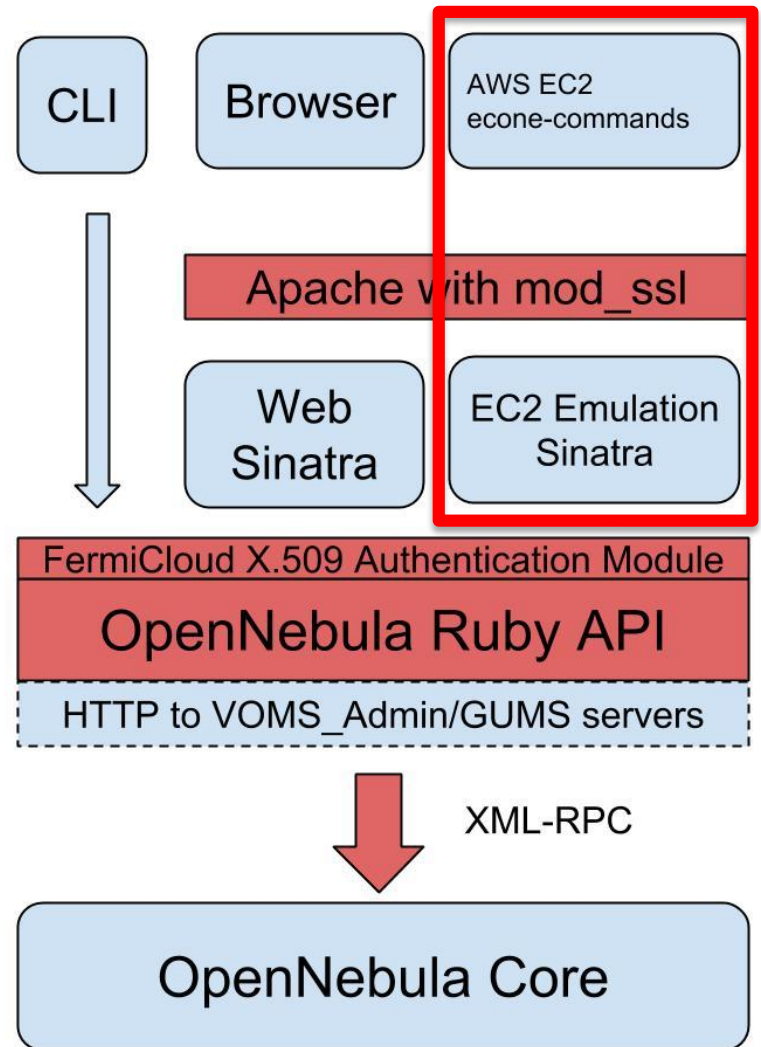 CLI
Browser
AWS EC2
econe-commands
Apache with mod_ssl
Web
Sinatra
EC2 Emulation
Sinatra
FermiCloud X.509 Authentication Module
OpenNebula Ruby API
HTTP to VOMS_Admin/GUMS servers
XML-RPC
OpenNebula Core